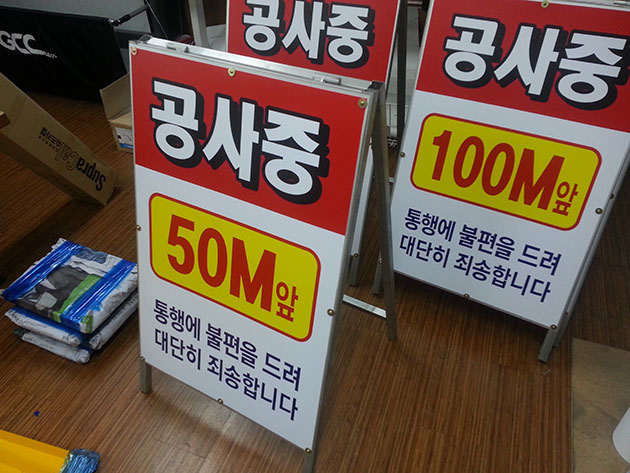 공사중
50M앞
통행에 불편을 드려
대단히 죄송합니다
공사중
100M앞
통행에 불편을 드려
대단히 죄송합니다
공사중
GCC